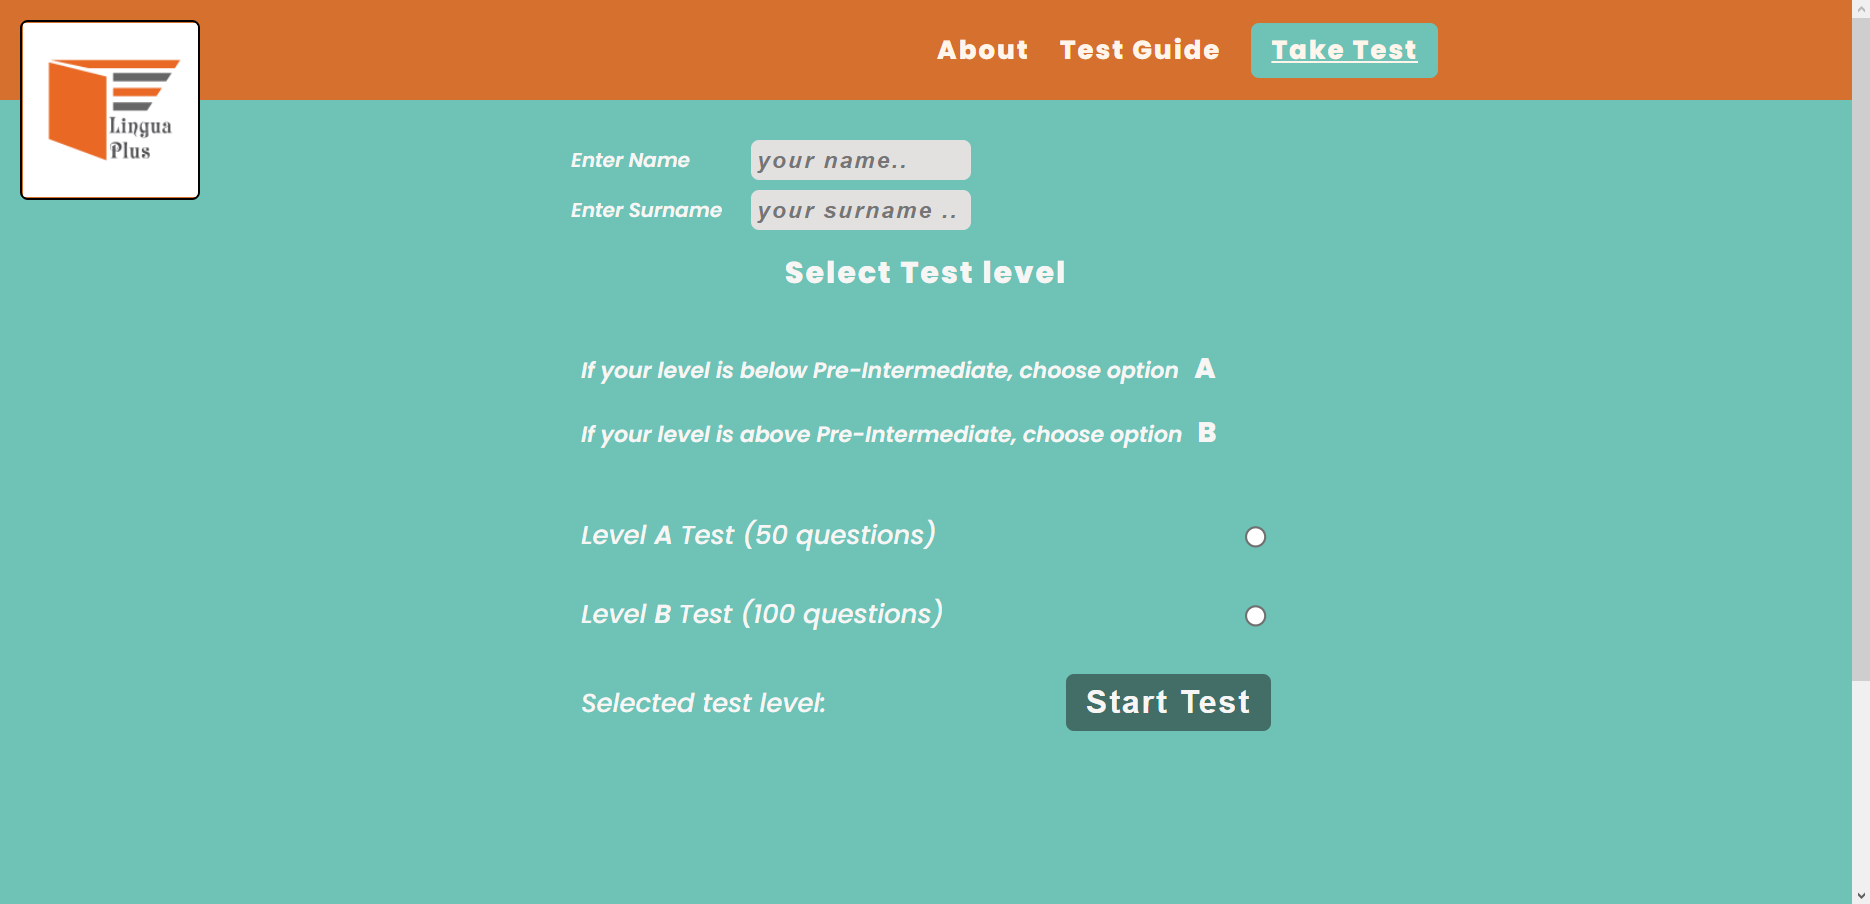 Lingua
Plus
About Test Guide Take Test
Enter Name your name..
Enter Surname your surname ..
Select Test level
If your level is below Pre-Intermediate, choose option A
If your level is above Pre-Intermediate, choose option B
Level A Test (50 questions)
Level B Test (100 questions)
Selected test level: Start Test